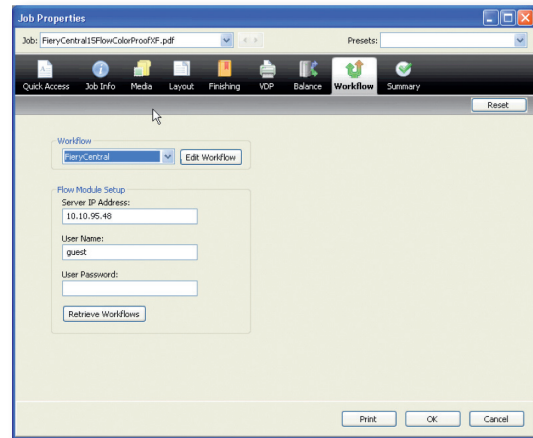 Job Properties
Job: FieryCentral15FlowColorProofXF.pdf Presets:
Quick Access Job Info Media Layout Finishing VDP Balance Workflow Summary
Reset
Workflow
FieryCentral Edit Workflow
Flow Module Setup
Server IP Address:
10.10.95.48
User Name:
guest
User Password:
Retrieve Workflows
Print OK Cancel